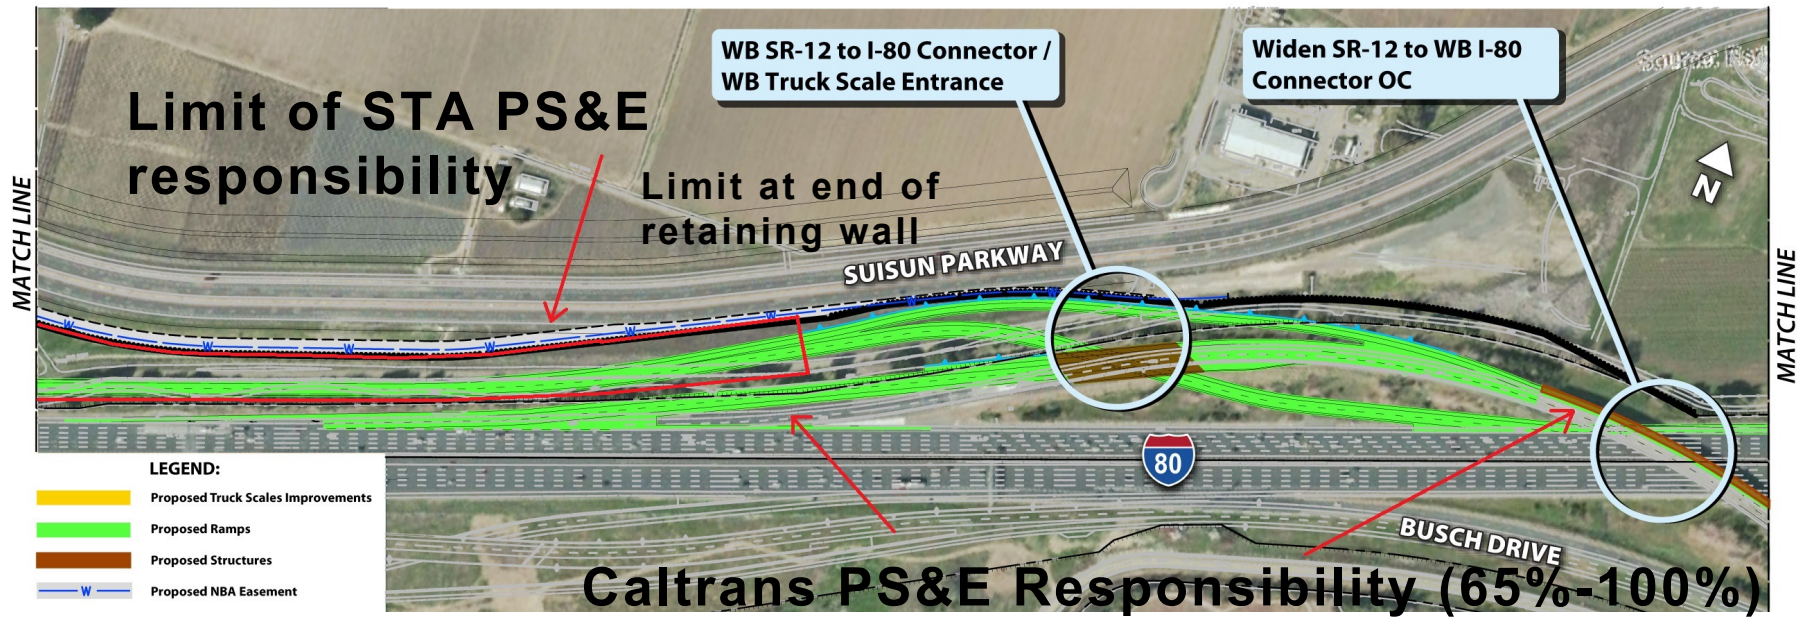 WB SR-12 to I-80 Connector /
WB Truck Scale Entrance
Widen SR-12 to WB I-80
Connector OC
Limit of STA PS&E
responsibility
Limit at end of
retaining wall
N
MATCH LINE
MATCH LINE
SUISUN PARKWAY
W
W
W
W
W
W
W
W
80
BUSCH DRIVE
LEGEND:
Proposed Truck Scales Improvements
Proposed Ramps
Proposed Structures
W
Proposed NBA Easement
Caltrans PS&E Responsibility (65%-100%)